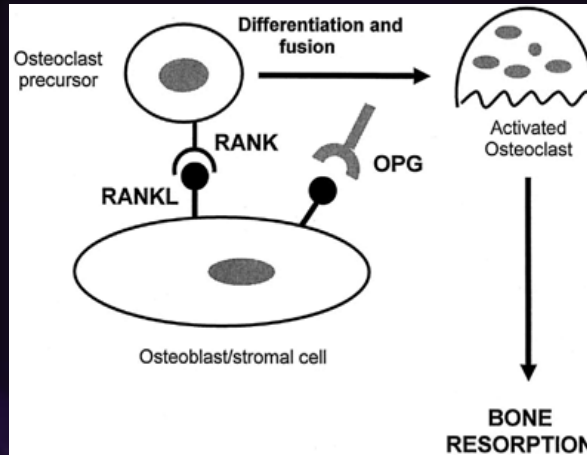 Differentiation and
fusion
Osteoclast
precursor
RANK
OPG
RANKL
Activated
Osteoclast
Osteoblast/stromal cell
BONE
RESORPTION